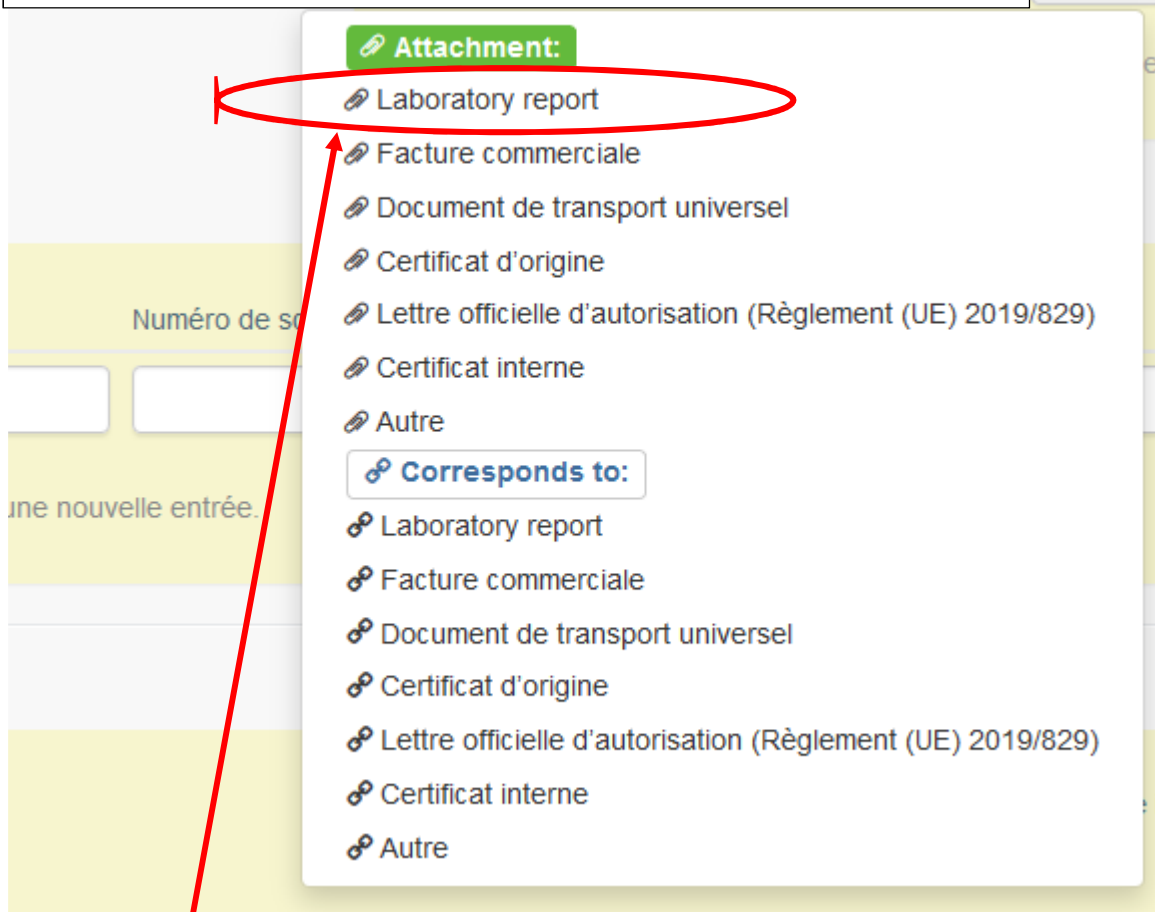 Attachment:
Laboratory report
Facture commerciale
Document de transport universel
Certificat d'origine
Numéro de
Lettre officielle d'autorisation (Règlement (UE) 2019/829)
Certificat interne
Autre
Corresponds to:
une nouvelle entrée.
Laboratory report
Facture commerciale
Document de transport universel
Certificat d'origine
Lettre officielle d'autorisation (Règlement (UE) 2019/829)
Certificat interne
Autre